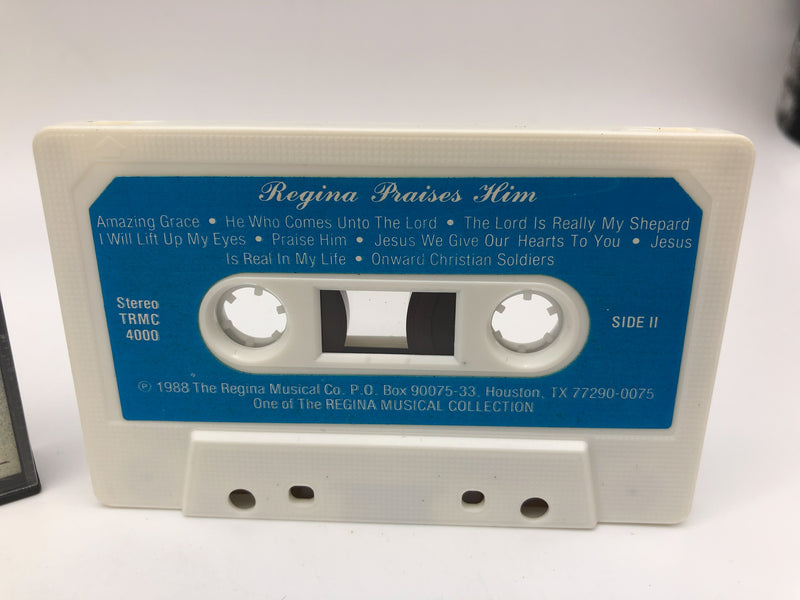 Regina Praises Him
Amazing Grace • He Who Comes Unto The Lord • The Lord Is Really My Shepard
I Will Lift Up My Eyes • Praise Him • Jesus We Give Our Hearts To You • Jesus
Is Real In My Life • Onward Christian Soldiers
Stereo
TRMC
4000
SIDE II
℗ 1988 The Regina Musical Co. P.O. Box 90075-33, Houston, TX 77290-0075
One of The REGINA MUSICAL COLLECTION